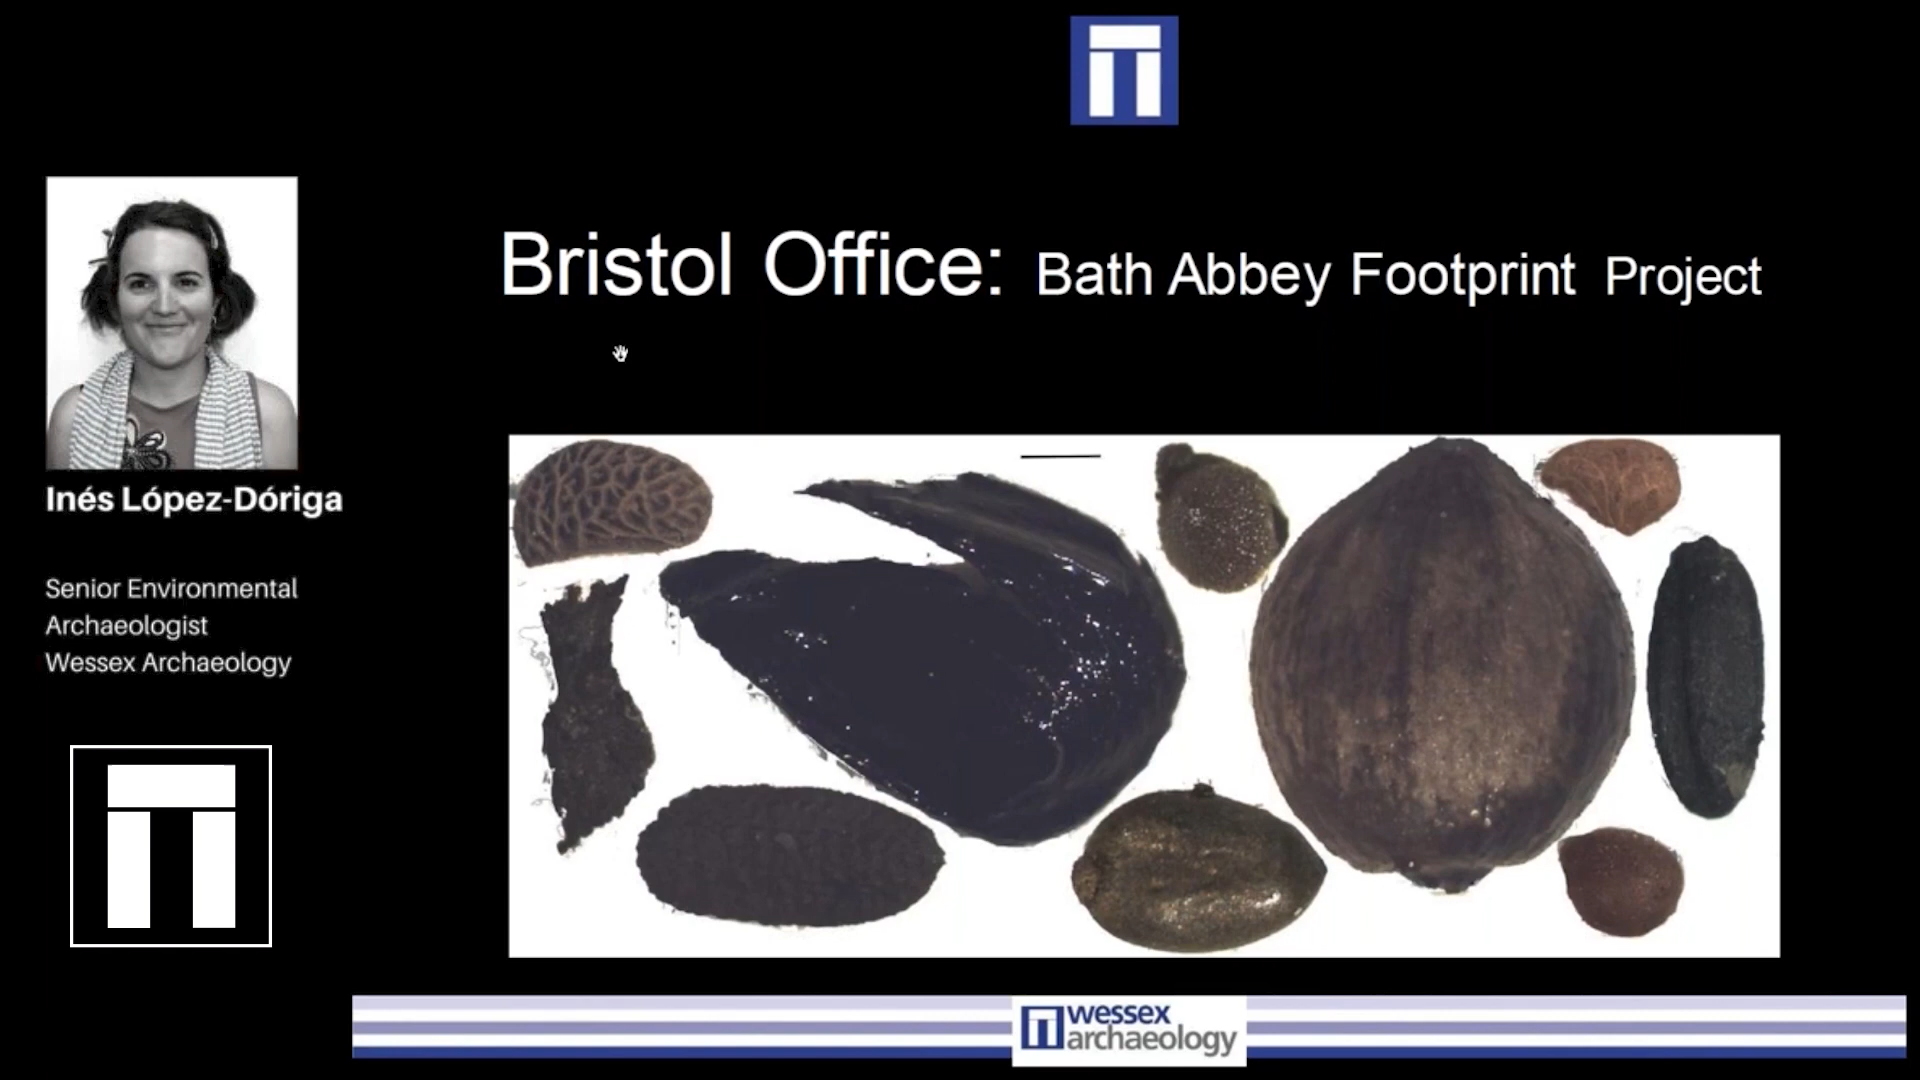 Bristol Office: Bath Abbey Footprint Project
Inés López-Dóriga
Senior Environmental
Archaeologist
Wessex Archaeology
wessex
archaeology